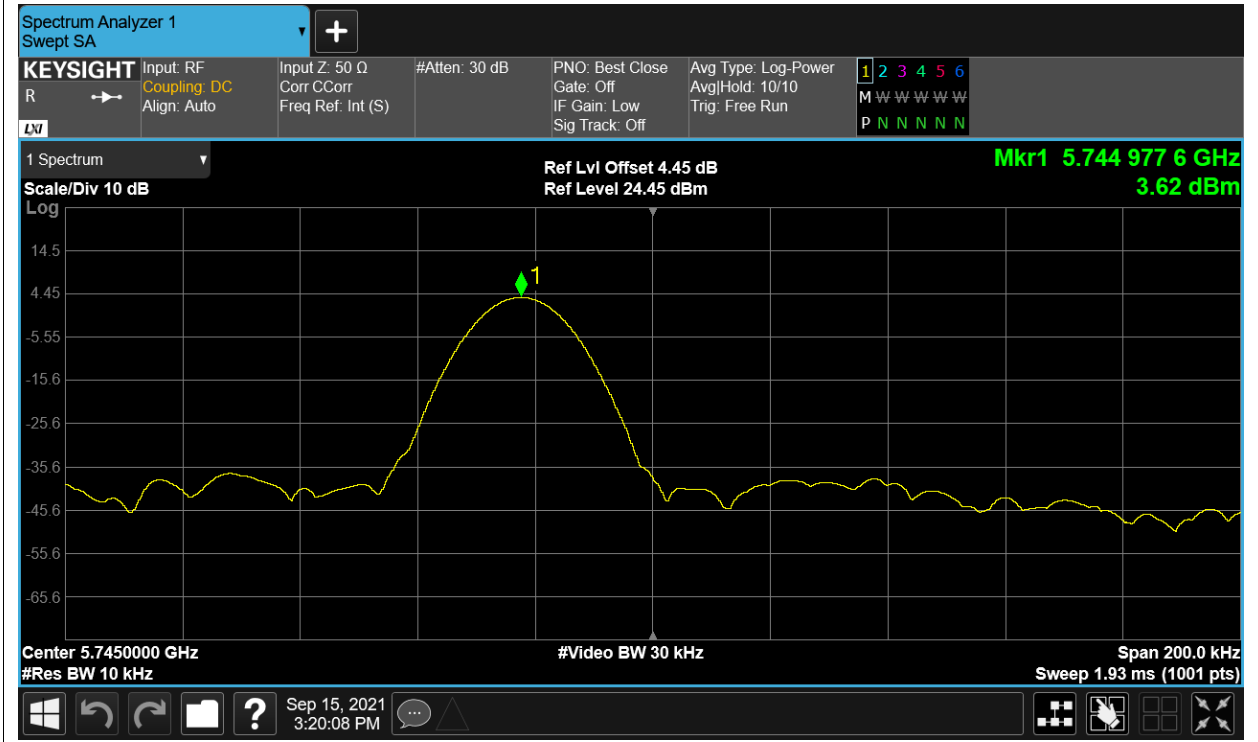 Spectrum Analyzer 1
Swept SA
+
KEYSIGHT
R
LXI
Input: RF
Coupling: DC
Align: Auto
Input Z: 50 Ω
Corr CCorr
Freq Ref: Int (S)
#Atten: 30 dB
PNO: Best Close
Gate: Off
IF Gain: Low
Sig Track: Off
Avg Type: Log-Power
Avg|Hold: 10/10
Trig: Free Run
1 2 3 4 5 6
M W W W W W W
P N N N N N N
1 Spectrum
Scale/Div 10 dB
Log
Ref Lvl Offset 4.45 dB
Ref Level 24.45 dBm
Mkr1 5.744 977 6 GHz
3.62 dBm
14.5
4.45
-5.55
-15.6
-25.6
-35.6
-45.6
-55.6
-65.6
1
Center 5.7450000 GHz
#Res BW 10 kHz
#Video BW 30 kHz
Span 200.0 kHz
Sweep 1.93 ms (1001 pts)
?
Sep 15, 2021
3:20:08 PM